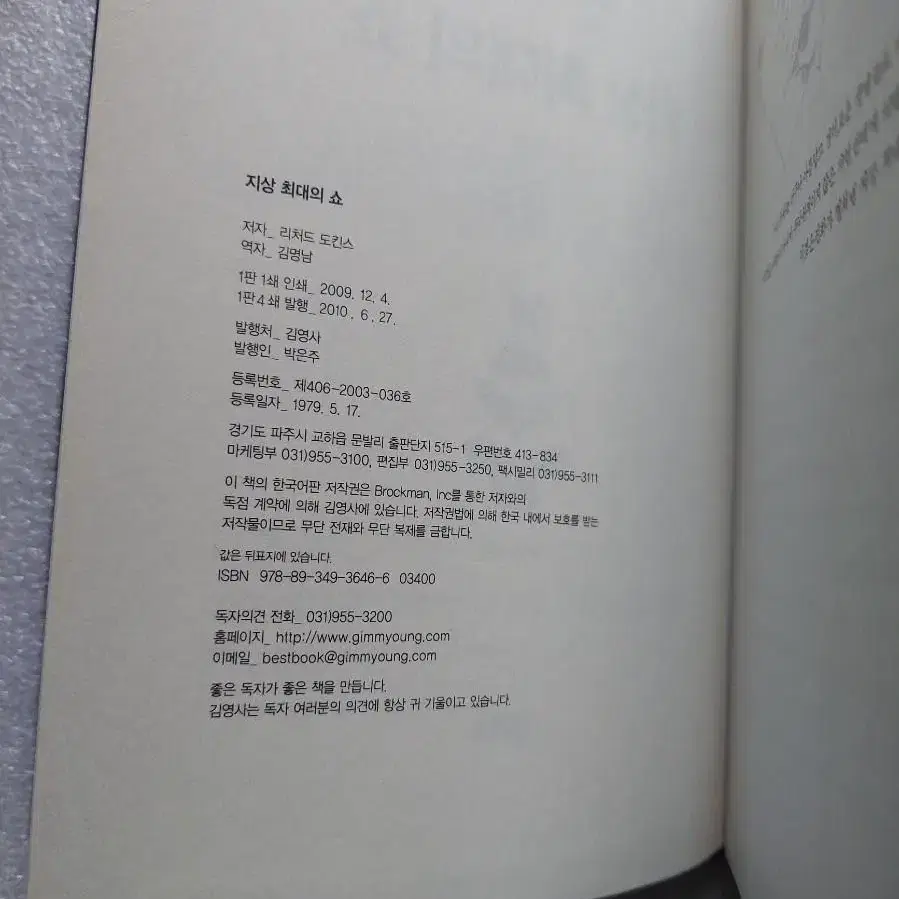 지상 최대의 쇼
저자_ 리처드 도킨스
역자_ 김명남
1판 1쇄 인쇄_ 2009. 12. 4.
1판 4쇄 발행_ 2010. 6. 27.
발행처_ 김영사
발행인_ 박은주
등록번호_ 제406-2003-036호
등록일자_ 1979. 5. 17.
경기도 파주시 교하읍 문발리 출판단지 515-1 우편번호 413-834
마케팅부 031)955-3100, 편집부 031)955-3250, 팩시밀리 031)955-3111
이 책의 한국어판 저작권은 Brockman, Inc를 통한 저자와의
독점 계약에 의해 김영사에 있습니다. 저작권법에 의해 한국 내에서 보호를 받는
저작물이므로 무단 전재와 무단 복제를 금합니다.
값은 뒤표지에 있습니다.
ISBN 978-89-349-3646-6 03400
독자의견 전화_ 031)955-3200
홈페이지_ http://www.gimmyoung.com
이메일_ bestbook@gimmyoung.com
좋은 독자가 좋은 책을 만듭니다.
김영사는 독자 여러분의 의견에 항상 귀 기울이고 있습니다.